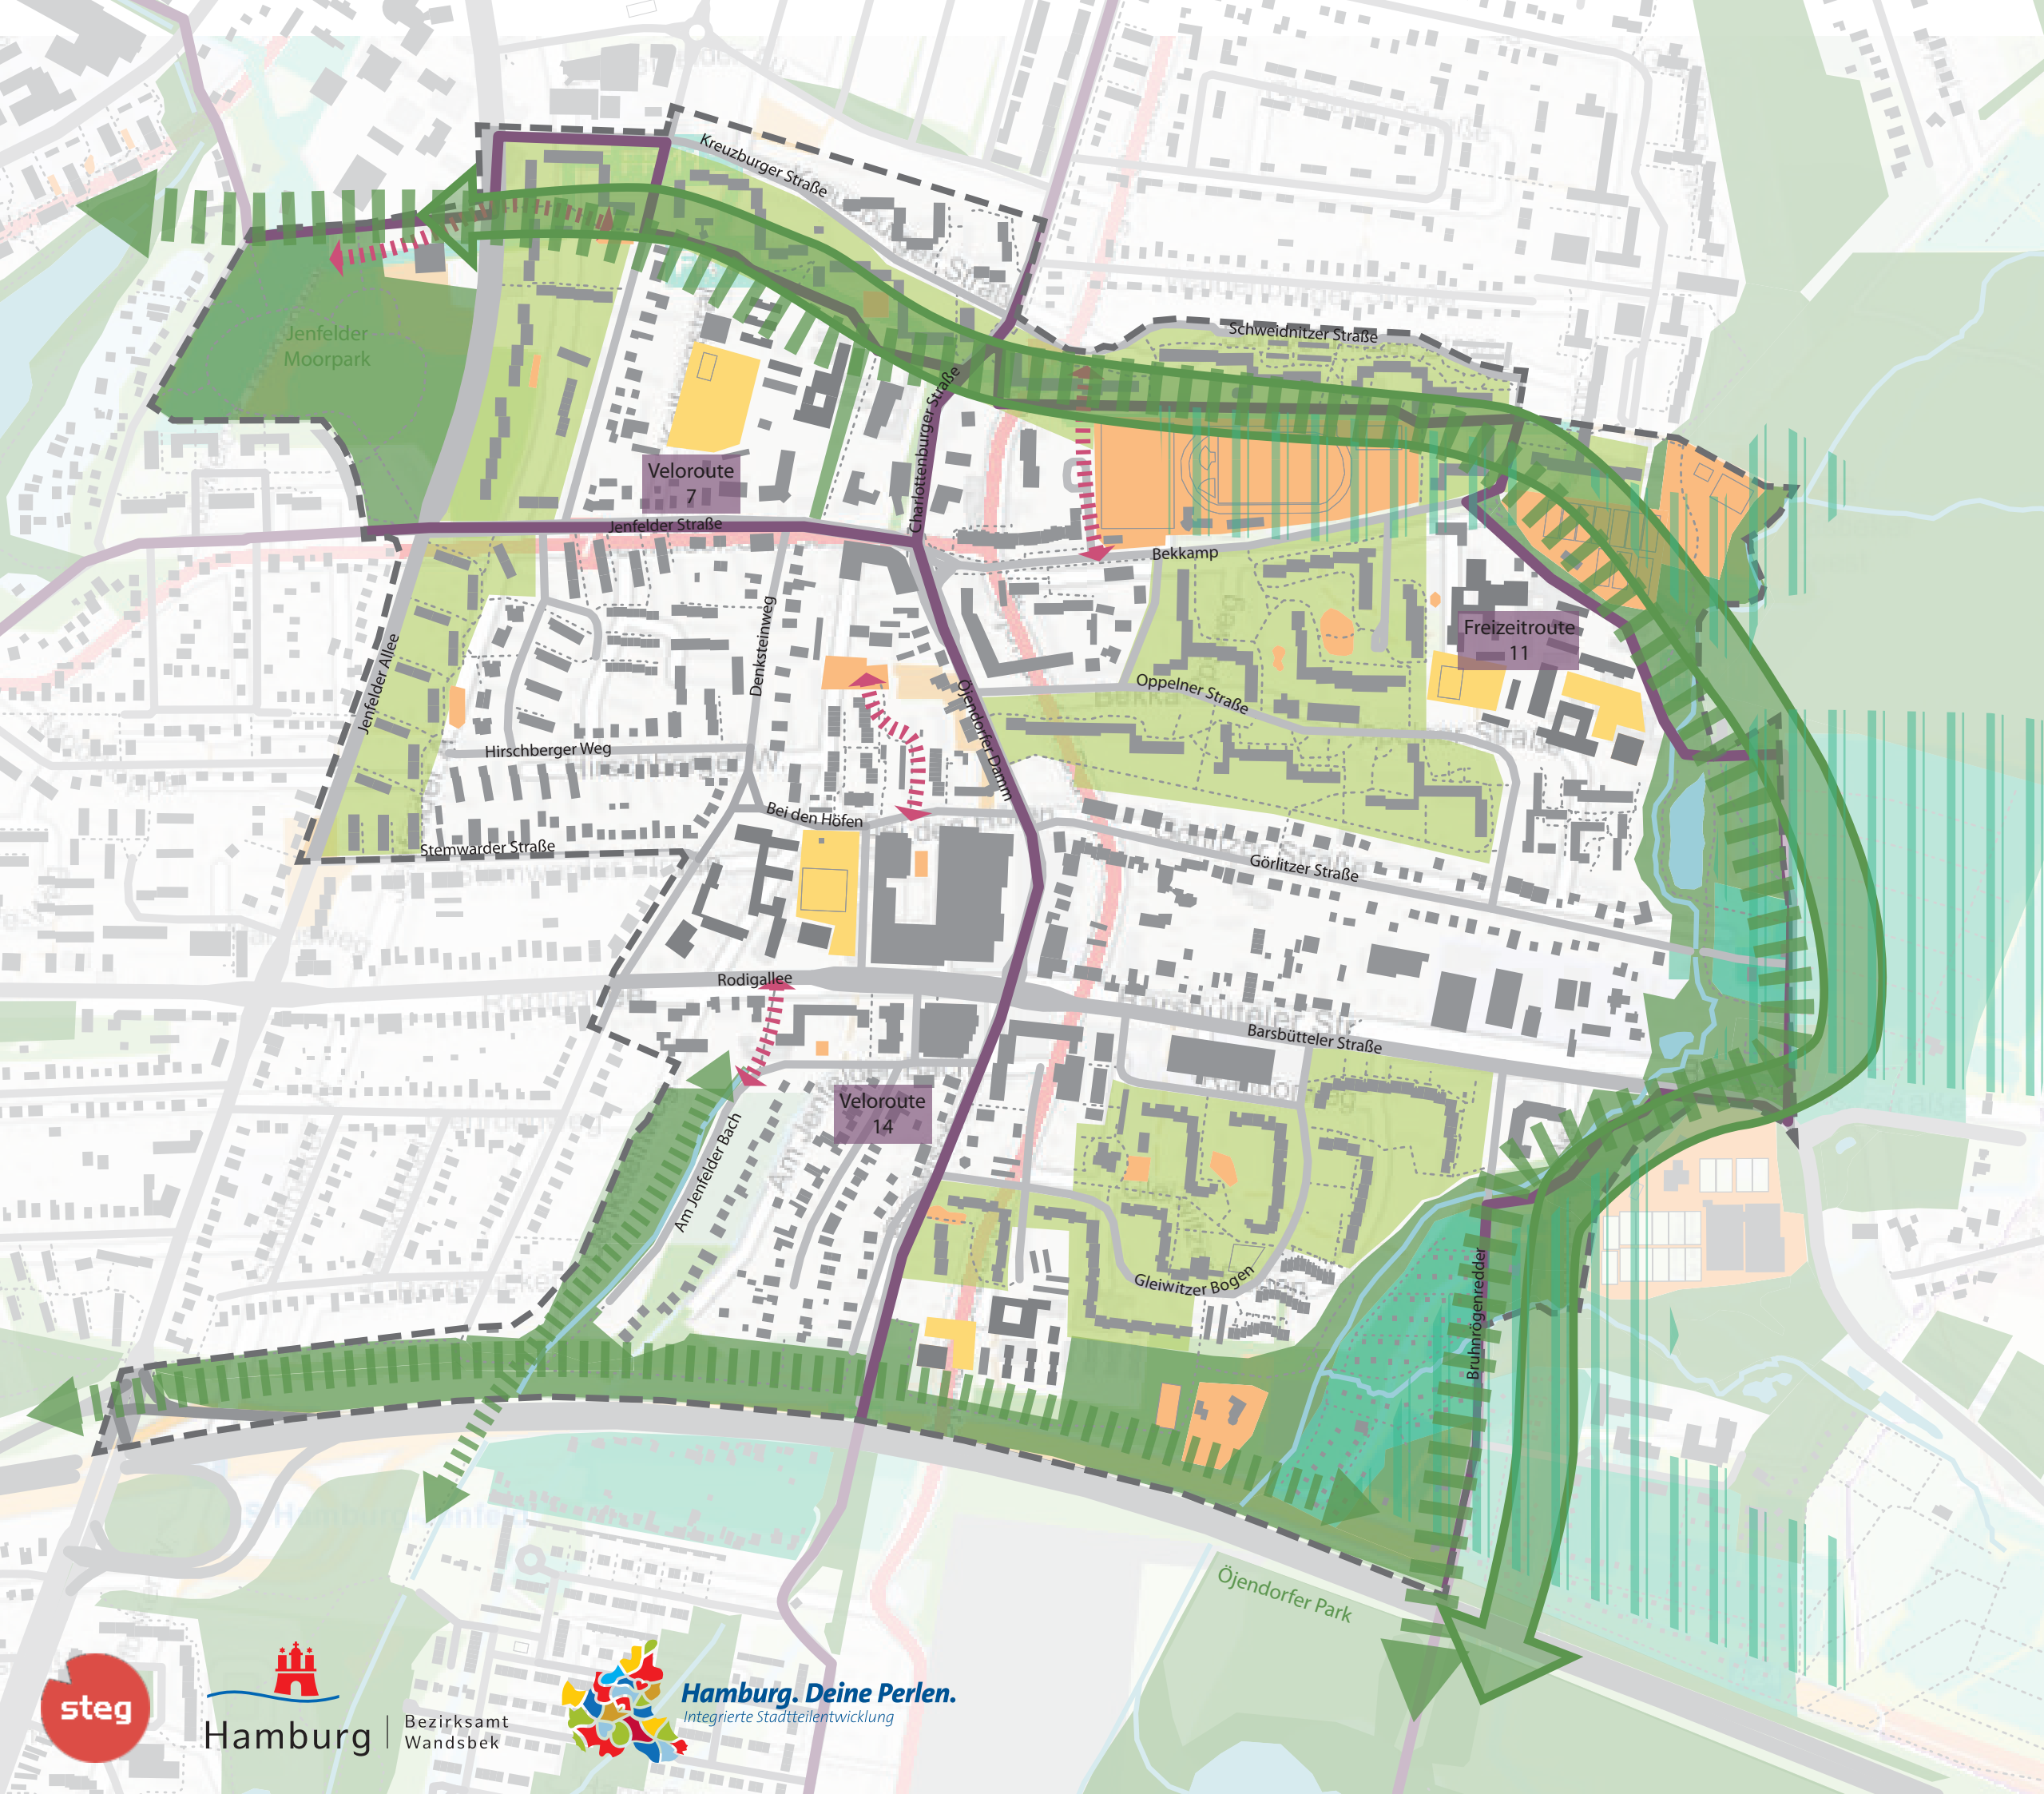 Kreuzburger Straße
Schweidnitzer Straße
Jenfelder
Moorpark
Charlottenburger Straße
Veloroute
7
Jenfelder Straße
Bekkamp
Freizeitroute
11
Denksteinweg
Jenfelder Allee
Oppelner Straße
Öjendorfer Damm
Hirschberger Weg
Bei den Höfen
Stemwarder Straße
Görlitzer Straße
Rodigallee
Barsbütteler Straße
Veloroute
14
Am Jenfelder Bach
Gleiwitzer Bogen
Bruhnrögenredder
Öjendorfer Park
steg
Hamburg
Bezirksamt
Wandsbek
Hamburg. Deine Perlen.
Integrierte Stadtteilentwicklung